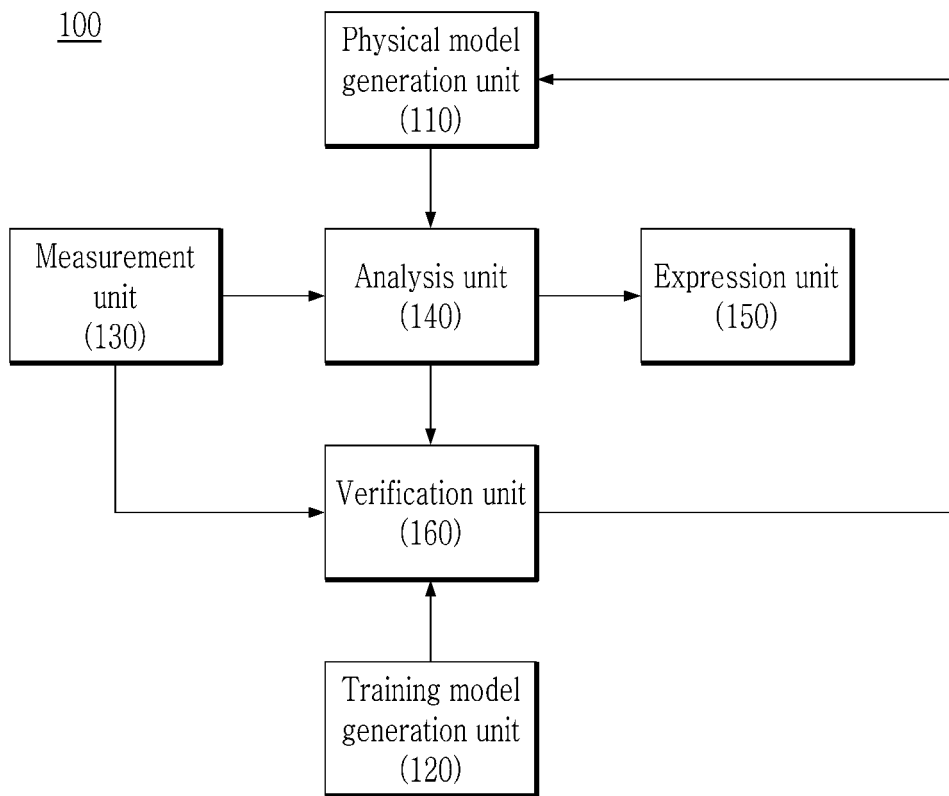 100
Physical model
generation unit
(110)
Measurement
unit
(130)
Analysis unit
(140)
Expression unit
(150)
Verification unit
(160)
Training model
generation unit
(120)